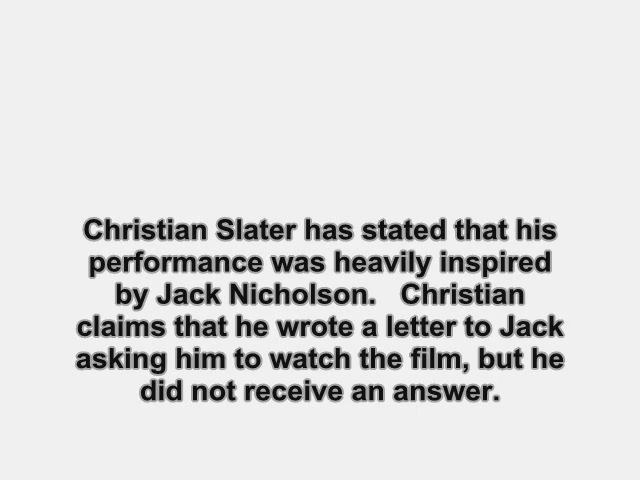 Christian Slater has stated that his
performance was heavily inspired
by Jack Nicholson.   Christian
claims that he wrote a letter to Jack
asking him to watch the film, but he
did not receive an answer.